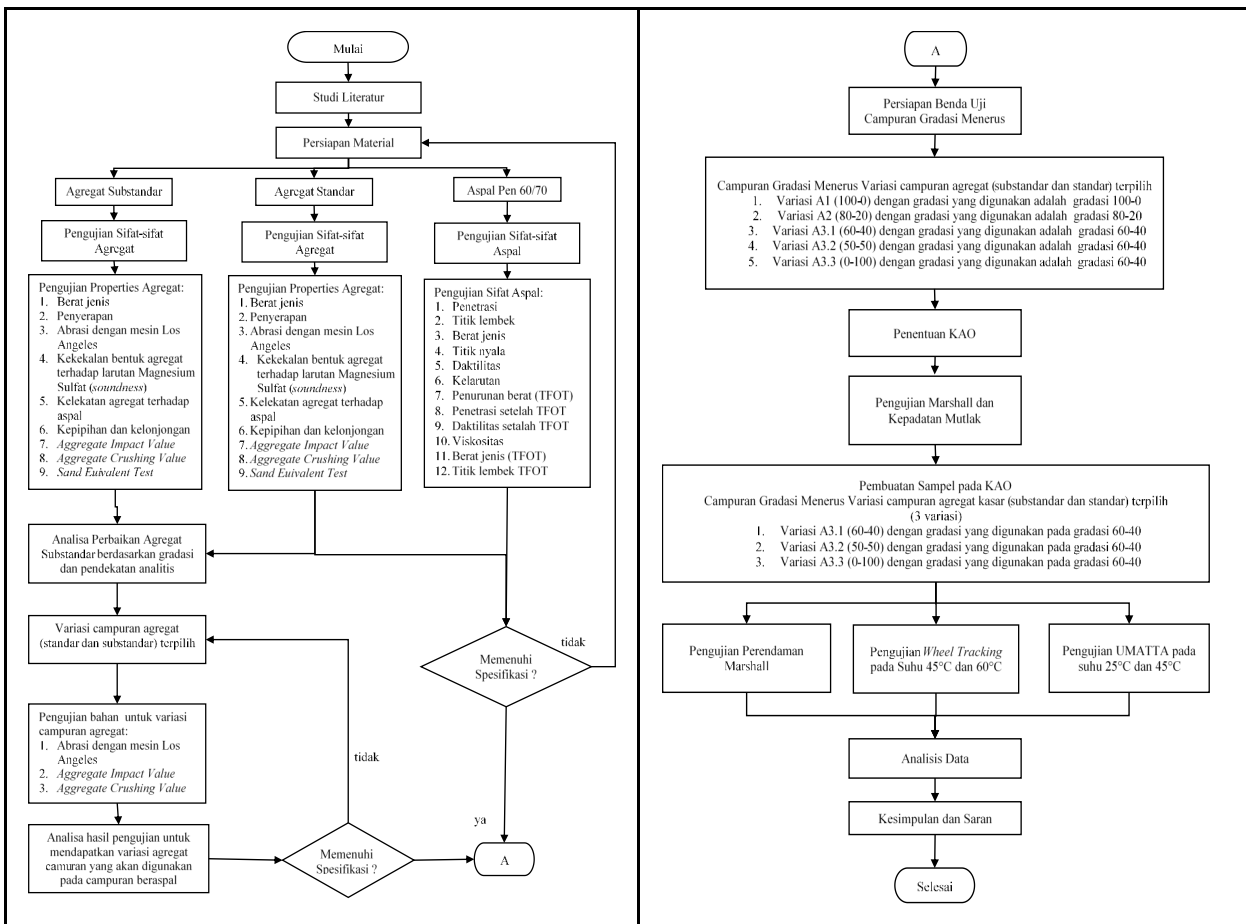 Mulai
Studi Literatur
Persiapan Material
Agregat Substandar
Agregat Standar
Aspal Pen 60/70
Pengujian Sifat-sifat
Agregat
Pengujian Sifat-sifat
Agregat
Pengujian Sifat-sifat
Aspal
Pengujian Properties Agregat:
1. Berat jenis
2. Penyerapan
3. Abrasi dengan mesin Los
Angeles
4. Kekekalan bentuk agregat
terhadap larutan Magnesium
Sulfat (soundness)
5. Kelekatan agregat terhadap
aspal
6. Kepipihan dan kelonjongan
7. Aggregate Impact Value
8. Aggregate Crushing Value
9. Sand Euivalent Test
Pengujian Properties Agregat:
1. Berat jenis
2. Penyerapan
3. Abrasi dengan mesin Los
Angeles
4. Kekekalan bentuk agregat
terhadap larutan Magnesium
Sulfat (soundness)
5. Kelekatan agregat terhadap
aspal
6. Kepipihan dan kelonjongan
7. Aggregate Impact Value
8. Aggregate Crushing Value
9. Sand Euivalent Test
Pengujian Sifat Aspal:
1. Penetrasi
2. Titik lembek
3. Berat jenis
4. Titik nyala
5. Daktilitas
6. Kelarutan
7. Penurunan berat (TFOT)
8. Penetrasi setelah TFOT
9. Daktilitas setalah TFOT
10. Viskositas
11. Berat jenis (TFOT)
12. Titik lembek TFOT
Analisa Perbaikan Agregat
Substandar berdasarkan gradasi
dan pendekatan analitis
Variasi campuran agregat
(standar dan substandar) terpilih
Memenuhi
Spesifikasi ?
tidak
Pengujian bahan untuk variasi
campuran agregat:
1. Abrasi dengan mesin Los
Angeles
2. Aggregate Impact Value
3. Aggregate Crushing Value
tidak
ya
Analisa hasil pengujian untuk
mendapatkan variasi agregat
camuran yang akan digunakan
pada campuran beraspal
Memenuhi
Spesifikasi ?
A
A
Persiapan Benda Uji
Campuran Gradasi Menerus
Campuran Gradasi Menerus Variasi campuran agregat (substandar dan standar) terpilih
1. Variasi A1 (100-0) dengan gradasi yang digunakan adalah gradasi 100-0
2. Variasi A2 (80-20) dengan gradasi yang digunakan adalah gradasi 80-20
3. Variasi A3.1 (60-40) dengan gradasi yang digunakan adalah gradasi 60-40
4. Variasi A3.2 (50-50) dengan gradasi yang digunakan adalah gradasi 60-40
5. Variasi A3.3 (0-100) dengan gradasi yang digunakan adalah gradasi 60-40
Penentuan KAO
Pengujian Marshall dan
Kepadatan Mutlak
Pembuatan Sampel pada KAO
Campuran Gradasi Menerus Variasi campuran agregat kasar (substandar dan standar) terpilih
(3 variasi)
1. Variasi A3.1 (60-40) dengan gradasi yang digunakan pada gradasi 60-40
2. Variasi A3.2 (50-50) dengan gradasi yang digunakan pada gradasi 60-40
3. Variasi A3.3 (0-100) dengan gradasi yang digunakan pada gradasi 60-40
Pengujian Perendaman
Marshall
Pengujian Wheel Tracking
pada Suhu 45°C dan 60°C
Pengujian UMATTA pada
suhu 25°C dan 45°C
Analisis Data
Kesimpulan dan Saran
Selesai